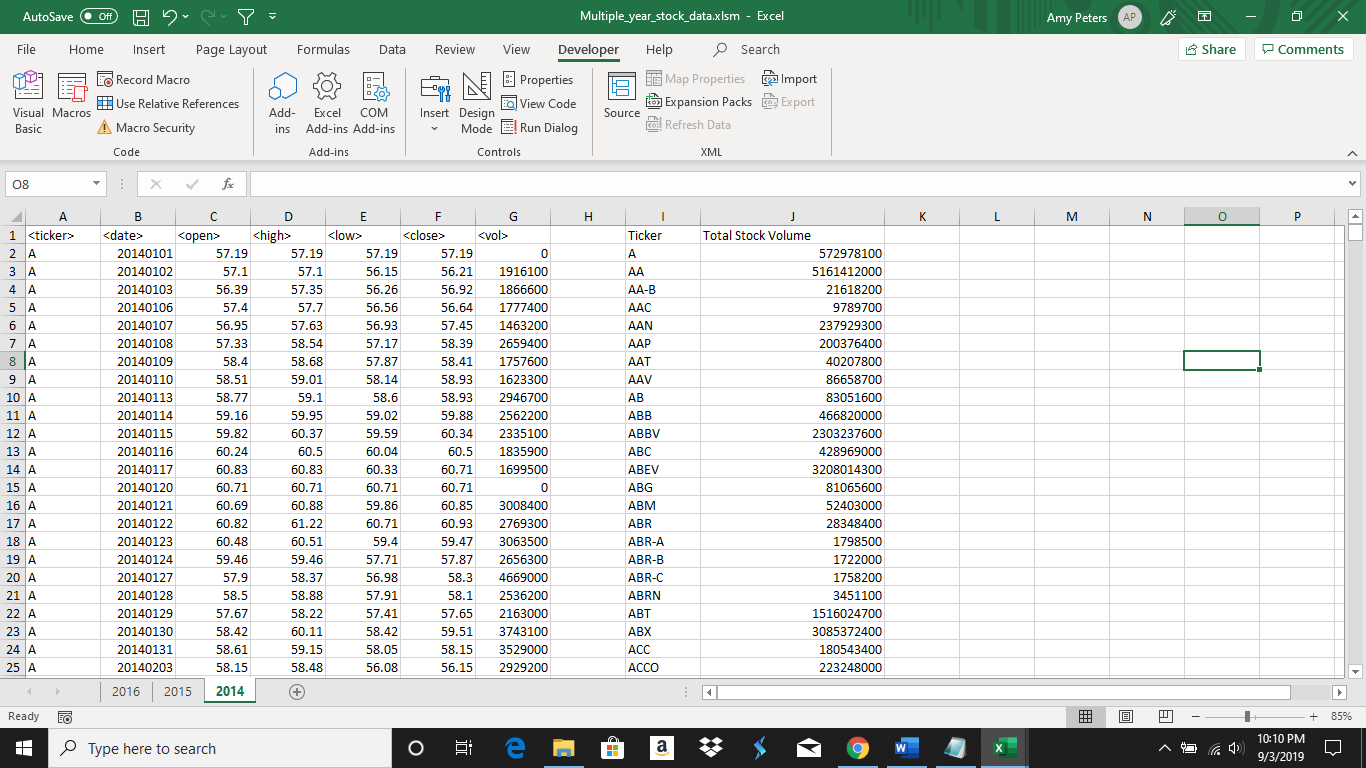 AutoSave Off Multiple_year_stock_data.xlsm - Excel Amy Peters AP
File Home Insert Page Layout Formulas Data Review View Developer Help Search Share Comments
Visual Basic
Macros
Record Macro
Use Relative References
Macro Security
Code
Add-ins
Excel Add-ins
COM Add-ins
Add-ins
Insert
Design Mode
Properties
View Code
Run Dialog
Controls
Source
Map Properties
Expansion Packs
Refresh Data
Import
Export
XML
O8 fx
A B C D E F G H I J K L M N O P
1 <ticker> <date> <open> <high> <low> <close> <vol> Ticker Total Stock Volume
2 A 20140101 57.19 57.19 57.19 57.19 0 A 572978100
3 A 20140102 57.1 57.1 56.15 56.21 1916100 AA 5161412000
4 A 20140103 56.39 57.35 56.26 56.92 1866600 AA-B 21618200
5 A 20140106 57.4 57.7 56.56 56.64 1777400 AAC 9789700
6 A 20140107 56.95 57.63 56.93 57.45 1463200 AAN 237929300
7 A 20140108 57.33 58.54 57.17 58.39 2659400 AAP 200376400
8 A 20140109 58.4 58.68 57.87 58.41 1757600 AAT 40207800
9 A 20140110 58.51 59.01 58.14 58.93 1623300 AAV 86658700
10 A 20140113 58.77 59.1 58.6 58.93 2946700 AB 83051600
11 A 20140114 59.16 59.95 59.02 59.88 2562200 ABB 466820000
12 A 20140115 59.82 60.37 59.59 60.34 2335100 ABBV 2303237600
13 A 20140116 60.24 60.5 60.04 60.5 1835900 ABC 428969000
14 A 20140117 60.83 60.83 60.33 60.71 1699500 ABEV 3208014300
15 A 20140120 60.71 60.71 60.71 60.71 0 ABG 81065600
16 A 20140121 60.69 60.88 59.86 60.85 3008400 ABM 52403000
17 A 20140122 60.82 61.22 60.71 60.93 2769300 ABR 28348400
18 A 20140123 60.48 60.51 59.4 59.47 3063500 ABR-A 1798500
19 A 20140124 59.46 59.46 57.71 57.87 2656300 ABR-B 1722000
20 A 20140127 57.9 58.37 56.98 58.3 4669000 ABR-C 1758200
21 A 20140128 58.5 58.88 57.91 58.1 2536200 ABRN 3451100
22 A 20140129 57.67 58.22 57.41 57.65 2163000 ABT 1516024700
23 A 20140130 58.42 60.11 58.42 59.51 3743100 ABX 3085372400
24 A 20140131 58.61 59.15 58.05 58.15 3529000 ACC 180543400
25 A 20140203 58.15 58.48 56.08 56.15 2929200 ACCO 223248000
2016 2015 2014
Ready 85%
Type here to search
10:10 PM
9/3/2019